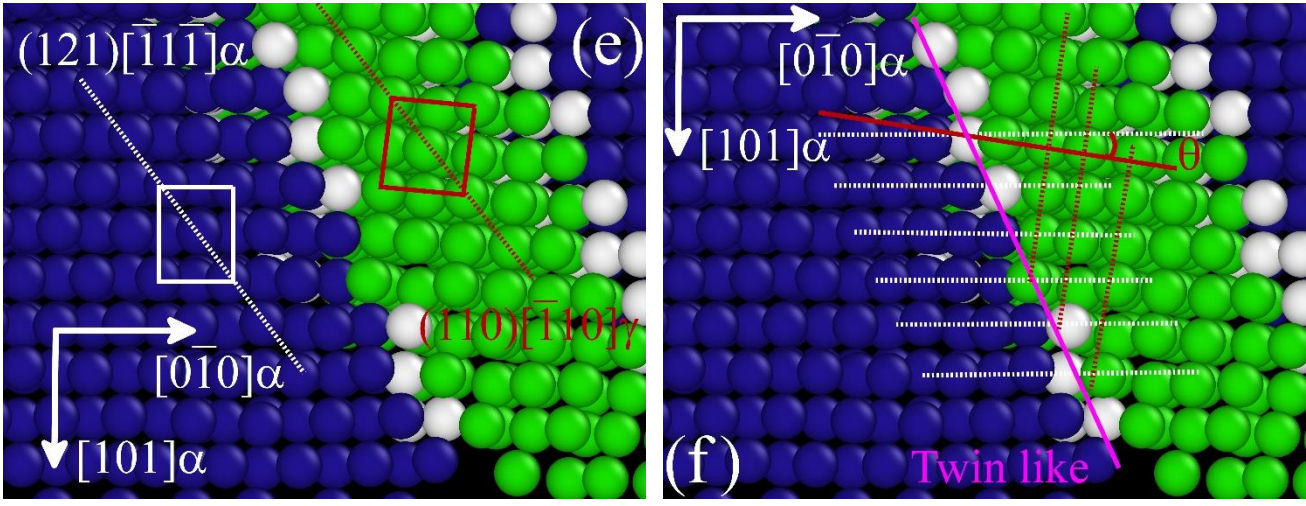 (121)[1̅11̅]α
(e)
(110)[1̅10]γ
[01̅0]α
[101]α
[01̅0]α
[101]α
θ
(f)
Twin like